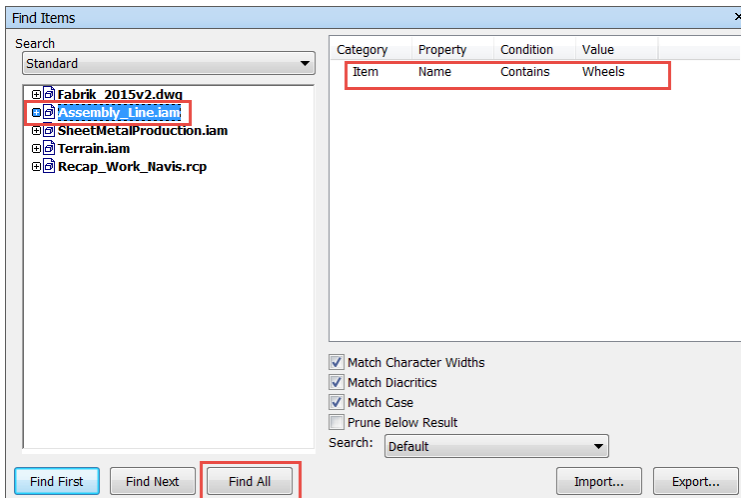 Find Items
Search
Standard
Fabrik_2015v2.dwg
Assembly_Line.iam
SheetMetalProduction.iam
Terrain.iam
Recap_Work_Navis.rcp
Category Property Condition Value
Item Name Contains Wheels
Match Character Widths
Match Diacritics
Match Case
Prune Below Result
Search: Default
Find First Find Next Find All Import... Export...